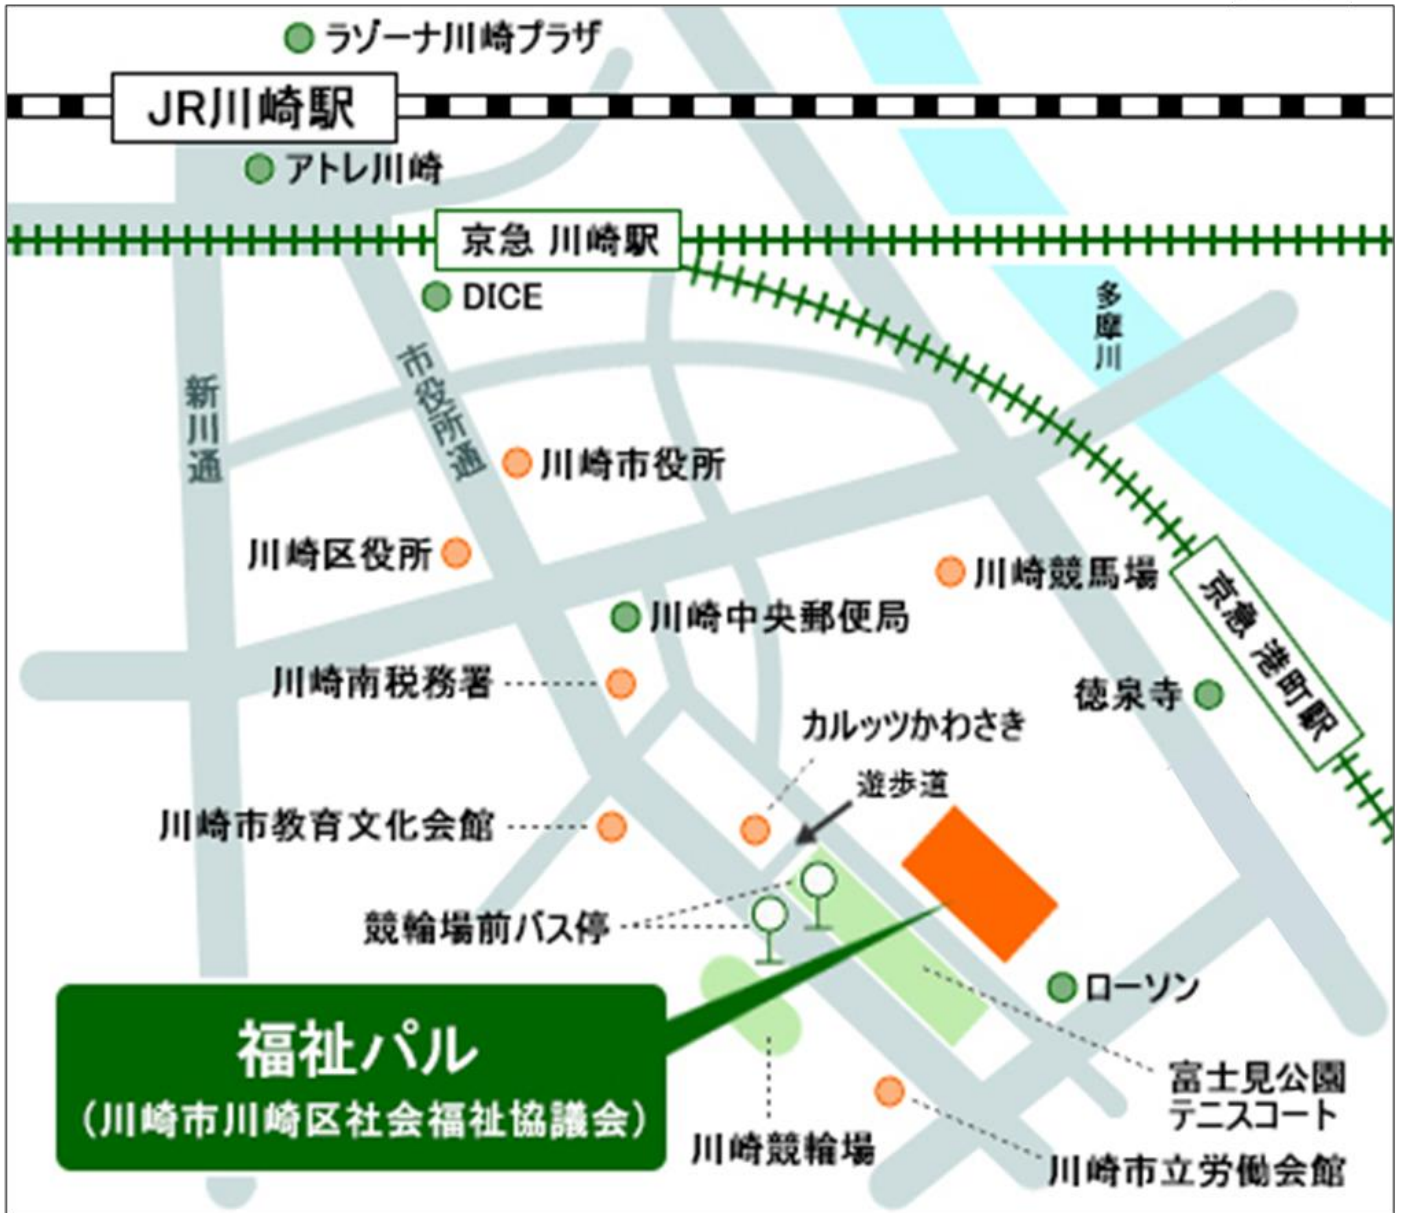 ラゾーナ川崎プラザ
JR川崎駅
アトレ川崎
京急 川崎駅
DICE
多摩川
市役所通
新川通
川崎市役所
川崎区役所
川崎競馬場
京急 港町駅
川崎中央郵便局
川崎南税務署
徳泉寺
カルッツかわさき
遊歩道
川崎市教育文化会館
競輪場前バス停
ローソン
福祉パル
(川崎市川崎区社会福祉協議会)
富士見公園
テニスコート
川崎競輪場
川崎市立労働会館